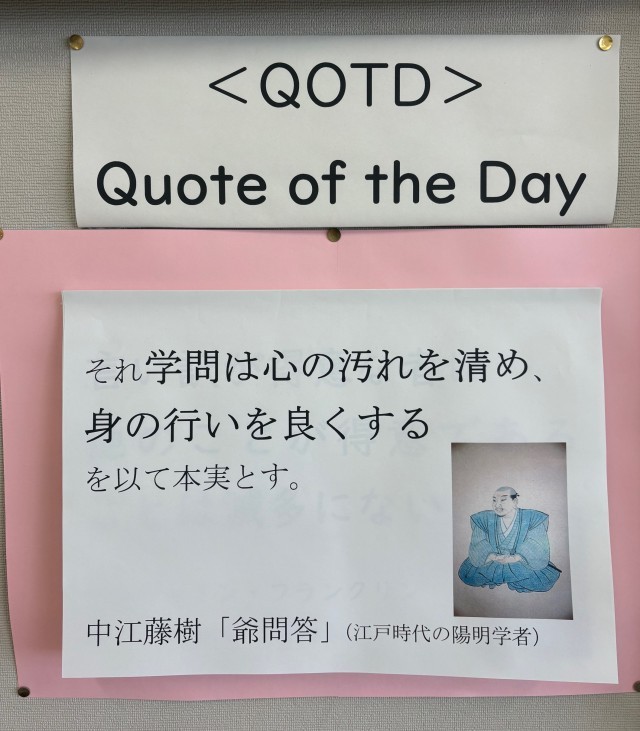 ＜QOTD＞
Quote of the Day
それ学問は心の汚れを清め、
身の行いを良くする
を以て本実とす。
中江藤樹「爺問答」（江戸時代の陽明学者）